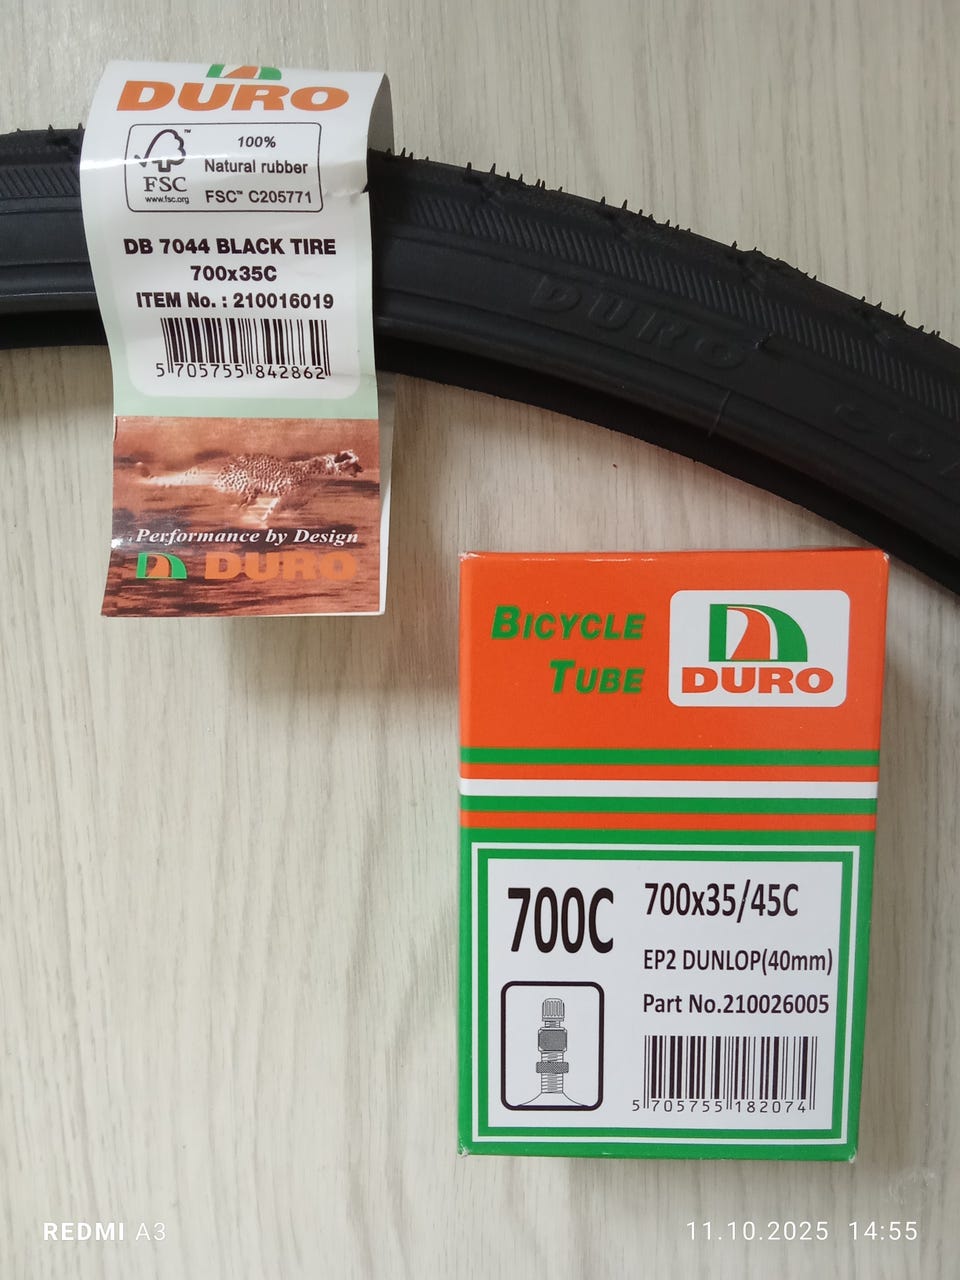 DURO
FSC™
www.fsc.org
100%
Natural rubber
FSC™ C205771
DB 7044 BLACK TIRE
700x35C
ITEM No. : 210016019
5 705755 842862
Performance by Design
DURO
DURO
BICYCLE
TUBE
DURO
700C
700x35/45C
EP2 DUNLOP(40mm)
Part No.210026005
5 705755 182074
REDMI A3
11.10.2025 14:55